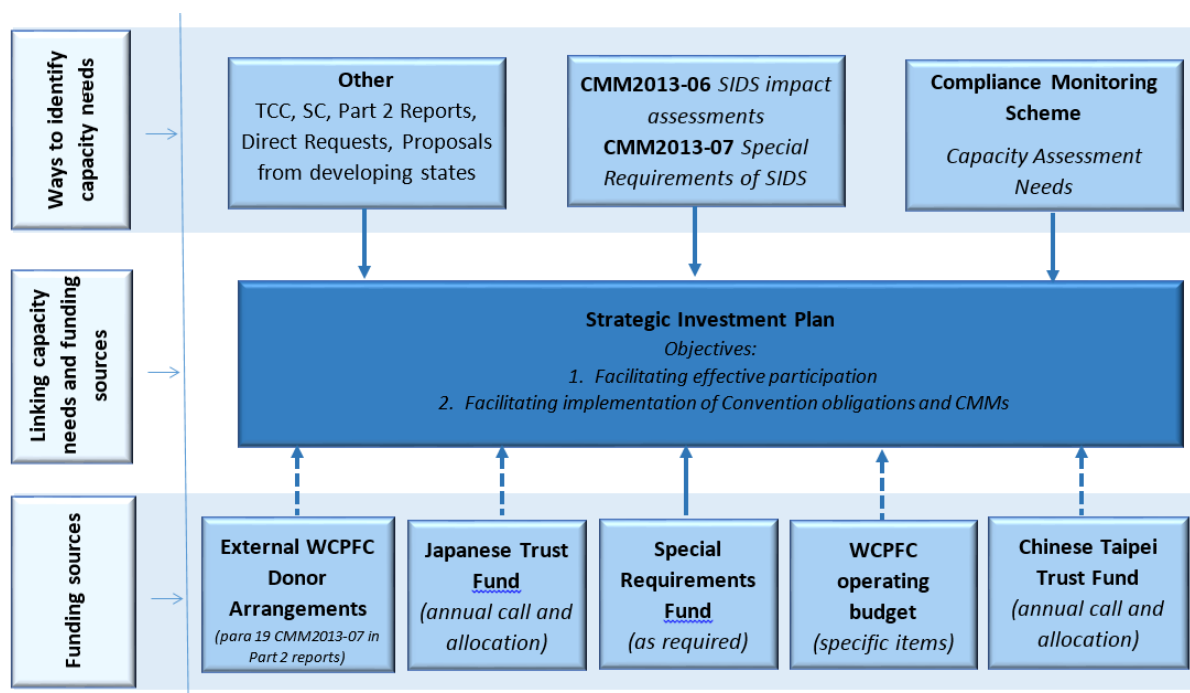 Ways to identify
capacity needs
Other
TCC, SC, Part 2 Reports,
Direct Requests, Proposals
from developing states
CMM2013-06 SIDS impact
assessments
CMM2013-07 Special
Requirements of SIDS
Compliance Monitoring
Scheme
Capacity Assessment
Needs
Linking capacity
needs and funding
sources
Strategic Investment Plan
Objectives:
1. Facilitating effective participation
2. Facilitating implementation of Convention obligations and CMMs
Funding sources
External WCPFC
Donor
Arrangements
(para 19 CMM2013-07 in
Part 2 reports)
Japanese Trust
Fund
(annual call and
allocation)
Special
Requirements
Fund
(as required)
WCPFC
operating
budget
(specific items)
Chinese Taipei
Trust Fund
(annual call and
allocation)